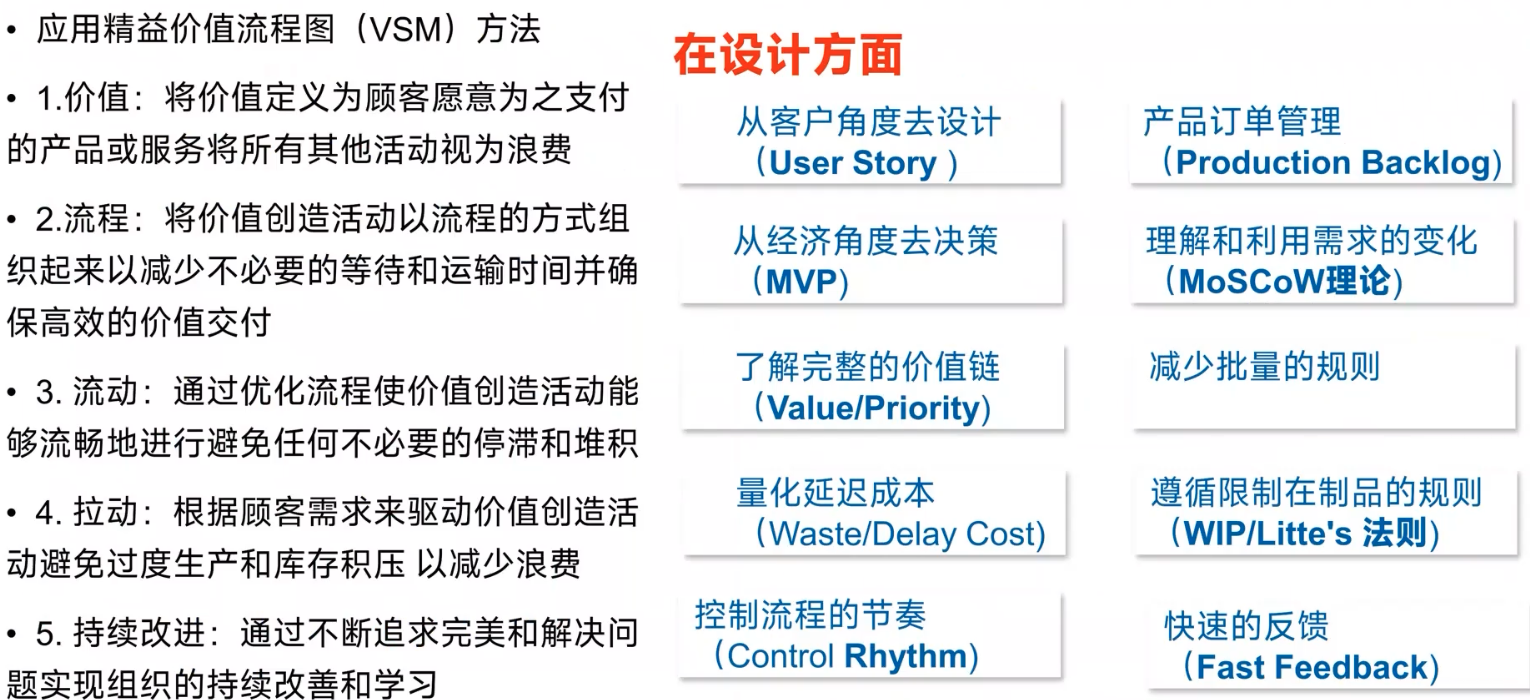 • 应用精益价值流程图（VSM）方法
• 1.价值：将价值定义为顾客愿意为之支付
的产品或服务将所有其他活动视为浪费
• 2.流程：将价值创造活动以流程的方式组
织起来以减少不必要的等待和运输时间并确
保高效的价值交付
• 3. 流动：通过优化流程使价值创造活动能
够流畅地进行避免任何不必要的停滞和堆积
• 4. 拉动：根据顾客需求来驱动价值创造活
动避免过度生产和库存积压 以减少浪费
• 5. 持续改进：通过不断追求完美和解决问
题实现组织的持续改善和学习
在设计方面
从客户角度去设计
（User Story ）
产品订单管理
（Production Backlog)
从经济角度去决策
（MVP)
理解和利用需求的变化
（MoSCoW理论)
了解完整的价值链
（Value/Priority)
减少批量的规则
量化延迟成本
（Waste/Delay Cost)
遵循限制在制品的规则
（WIP/Litte's 法则)
控制流程的节奏
（Control Rhythm)
快速的反馈
（Fast Feedback)